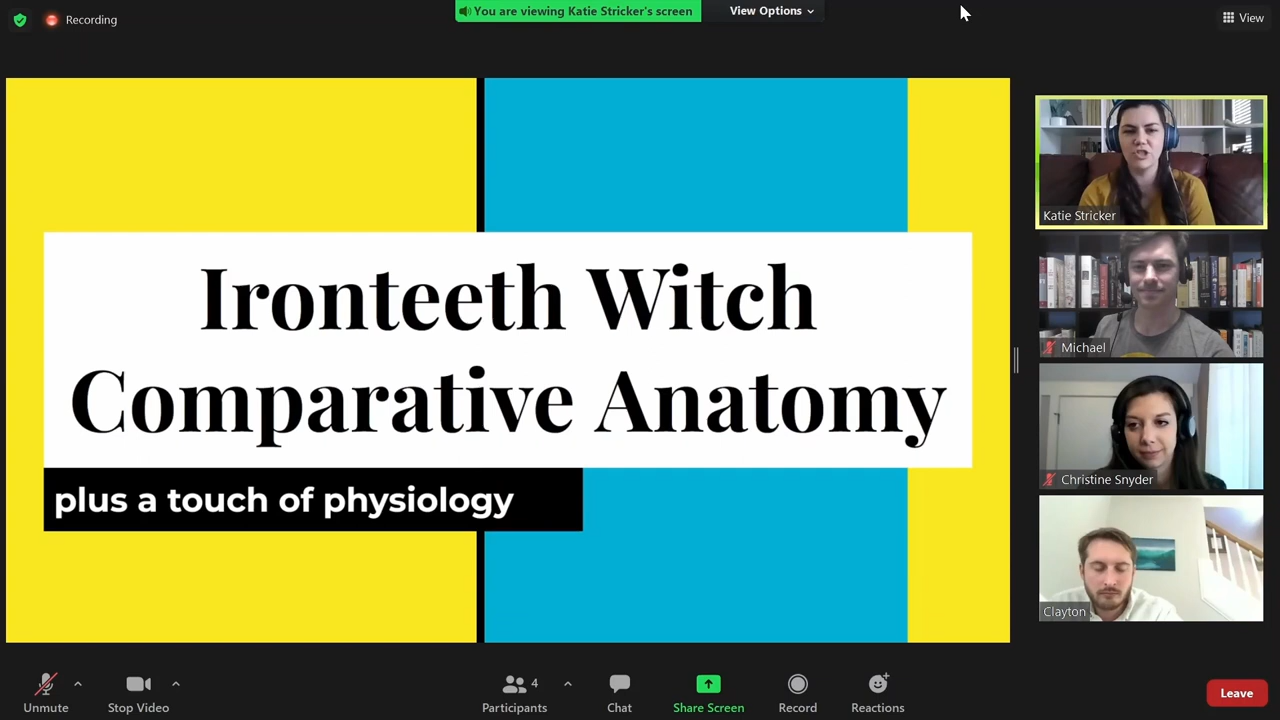 Recording
You are viewing Katie Stricker's screen
View Options
View
Ironteeth Witch
Comparative Anatomy
plus a touch of physiology
Katie Stricker
Michael
Christine Snyder
Clayton
Unmute
Stop Video
4
Participants
Chat
Share Screen
Record
Reactions
Leave